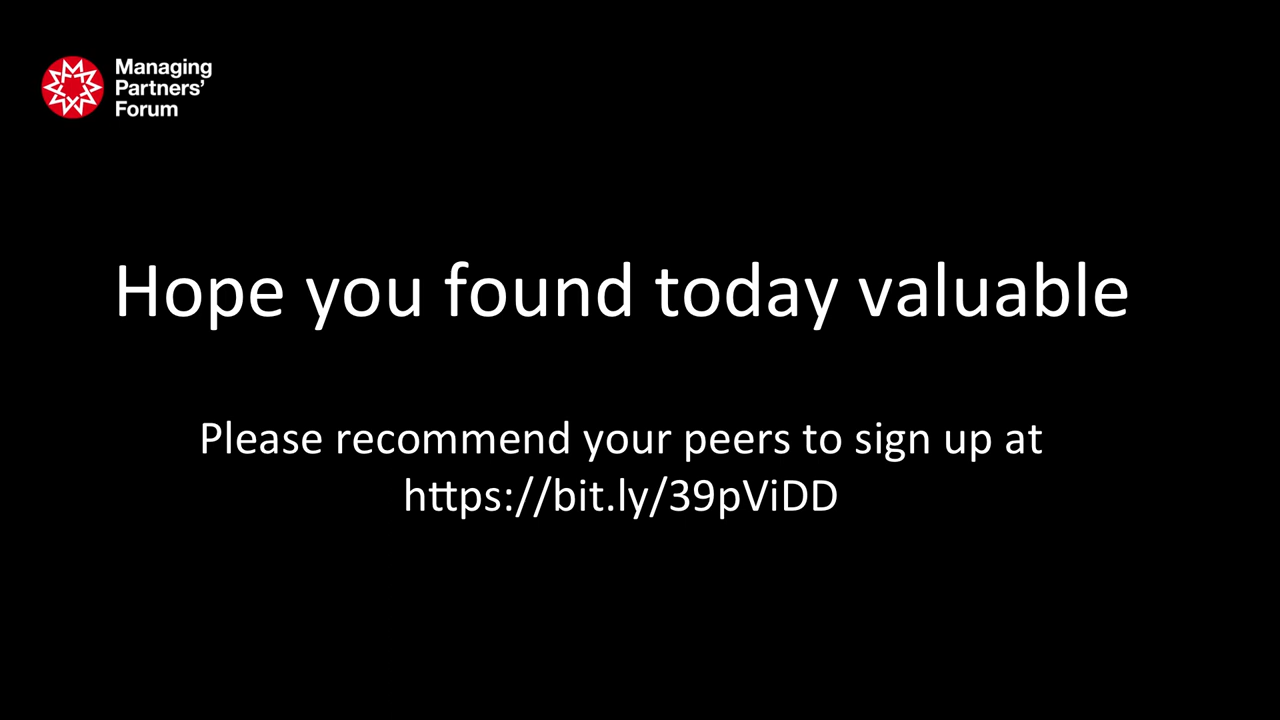 Managing
Partners’
Forum
Hope you found today valuable
Please recommend your peers to sign up at
https://bit.ly/39pViDD